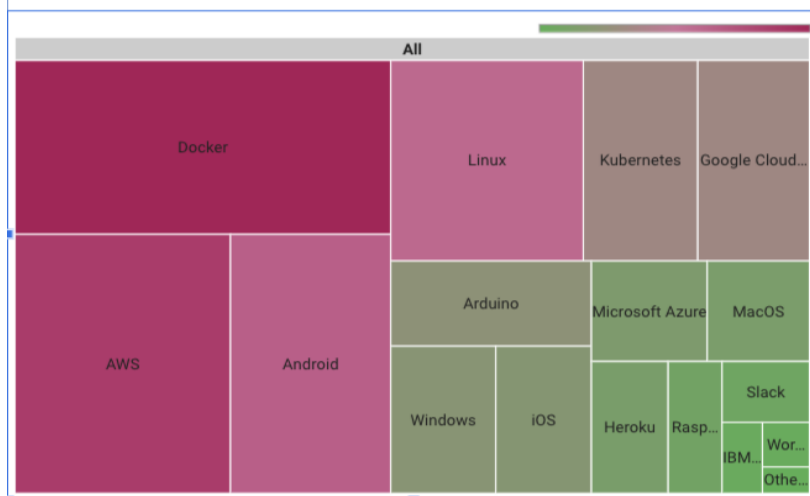 All
Docker
Linux
Kubernetes
Google Cloud...
AWS
Android
Arduino
Microsoft Azure
MacOS
Windows
iOS
Heroku
Rasp...
Slack
IBM...
Wor...
Othe...